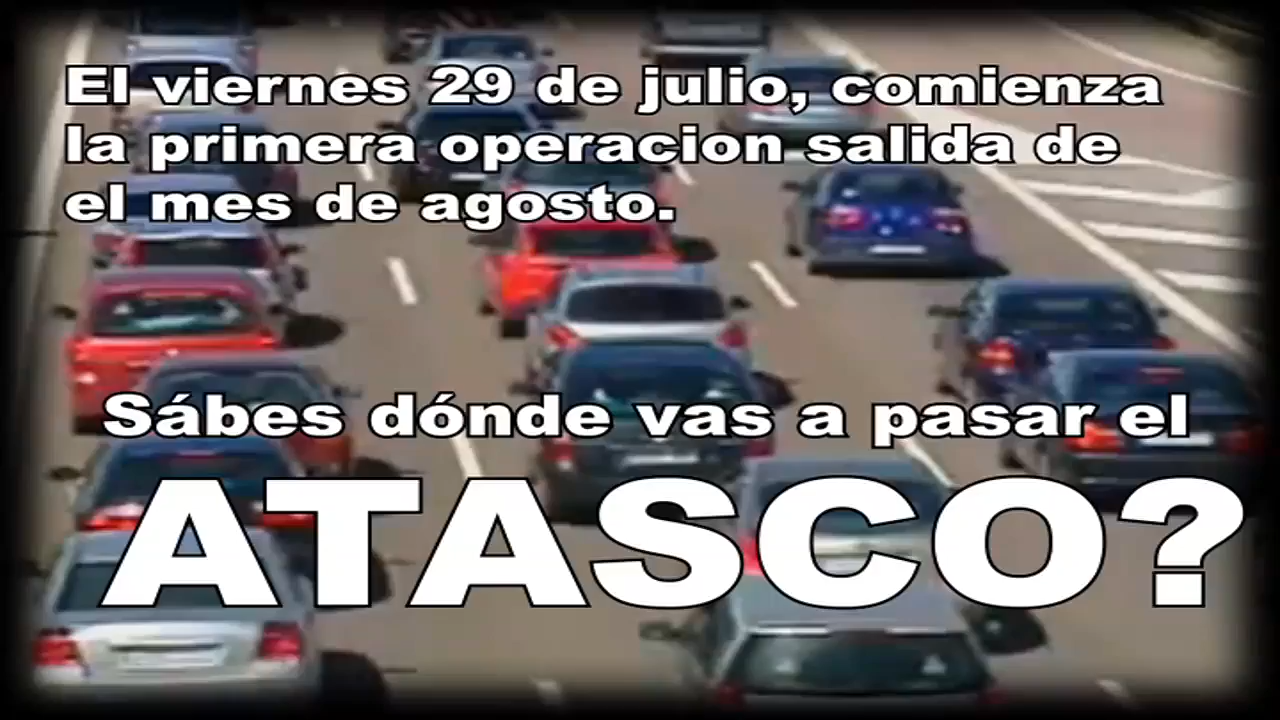 El viernes 29 de julio, comienza
la primera operacion salida de
el mes de agosto.
Sábes dónde vas a pasar el
ATASCO?